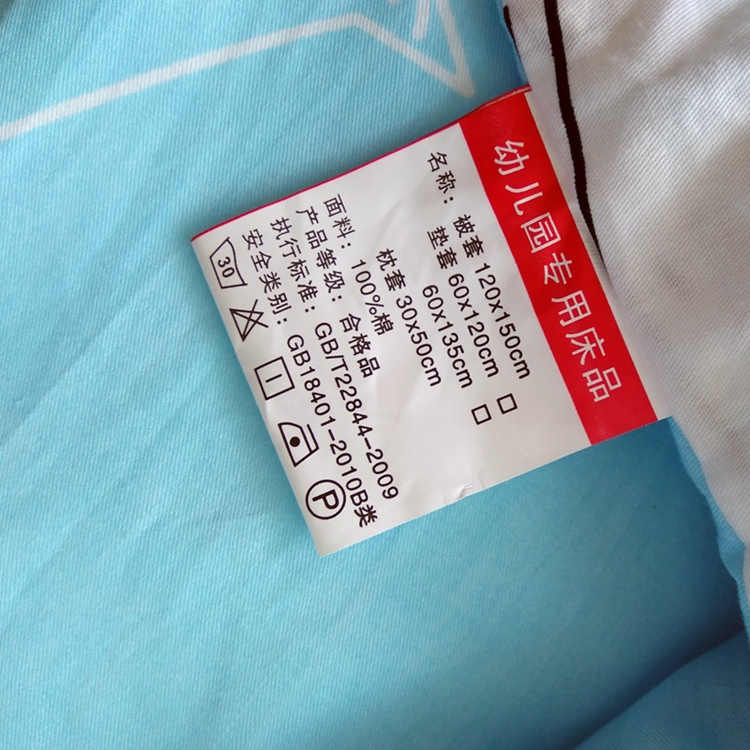 幼儿园专用床品
名称：被套 120x150cm
垫套 60x120cm □
60x135cm □
枕套 30x50cm
面料：100%棉
产品等级：合格品
执行标准：GB/T22844-2009
安全类别：GB18401-2010B类
30 P